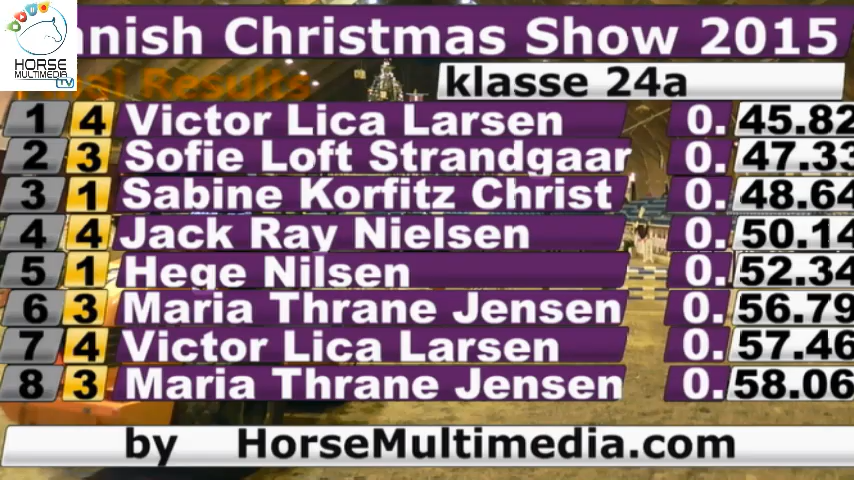 HORSE
MULTIMEDIA
TV
nish Christmas Show 2015
Results
klasse 24a
1 4 Victor Lica Larsen 0. 45.82
2 3 Sofie Loft Strandgaar 0. 47.33
3 1 Sabine Korfitz Christ 0. 48.64
4 4 Jack Ray Nielsen 0. 50.14
5 1 Hege Nilsen 0. 52.34
6 3 Maria Thrane Jensen 0. 56.79
7 4 Victor Lica Larsen 0. 57.46
8 3 Maria Thrane Jensen 0. 58.06
by HorseMultimedia.com